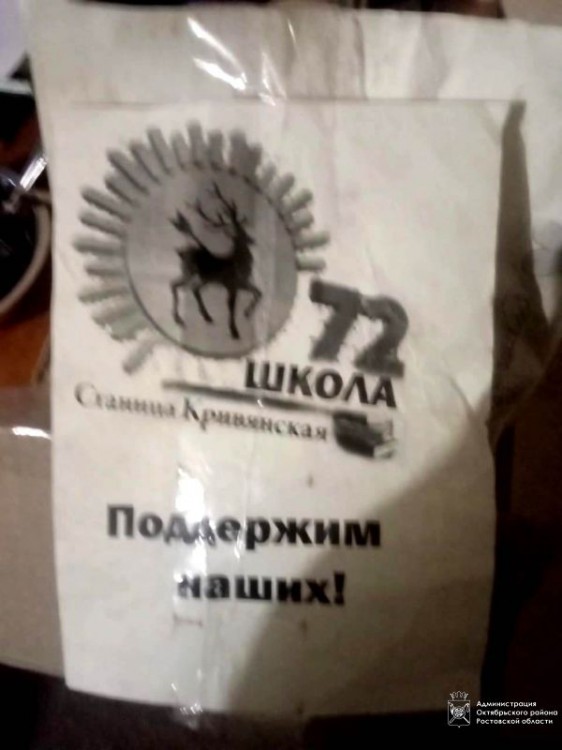 72
ШКОЛА
Станица Кривянская
Поддержим
наших!
Администрация
Октябрьского района
Ростовской области